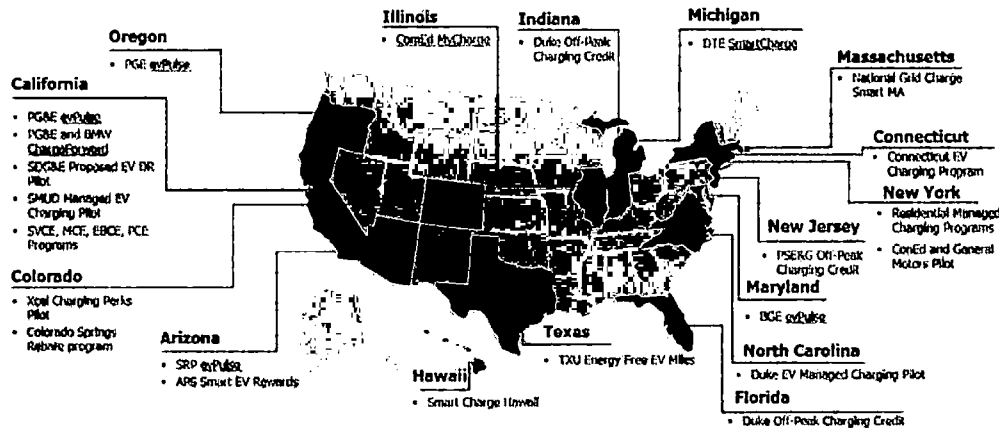 Oregon
• PGE evPulse
California
• PG&E evPulse
• PG&E and BMW
ChargeForward
• SDG&E Proposed EV DR
Pilot
• SMUD Managed EV
Charging Pilot
• SVCE, MCE, EBCE, PCE
Programs
Colorado
• Xcel Charging Perks
Pilot
• Colorado Springs
Rebate program
Arizona
• SRP evPulse
• APS Smart EV Rewards
Hawaii
• Smart Charge Hawaii
Texas
• TXU Energy Free EV Miles
Illinois
• ComEd MyCharge
Indiana
• Duke Off-Peak
Charging Credit
Michigan
• DTE SmartCharge
Massachusetts
• National Grid Charge
Smart MA
Connecticut
• Connecticut EV
Charging Program
New York
• Residential Managed
Charging Programs
• ConEd and General
Motors Pilot
New Jersey
• PSE&G Off-Peak
Charging Credit
Maryland
• BGE evPulse
North Carolina
• Duke EV Managed Charging Pilot
Florida
• Duke Off-Peak Charging Credit